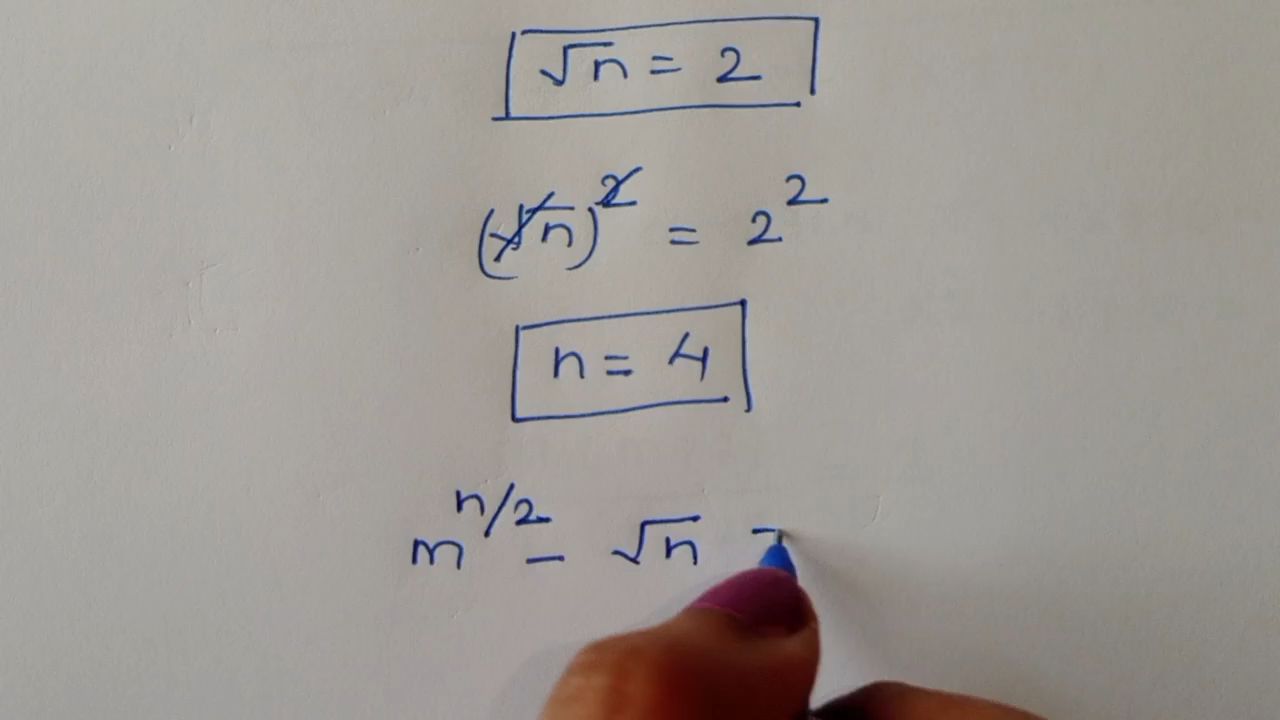 √n = 2
(√n)² = 2²
n = 4
m^(n/2) - √n